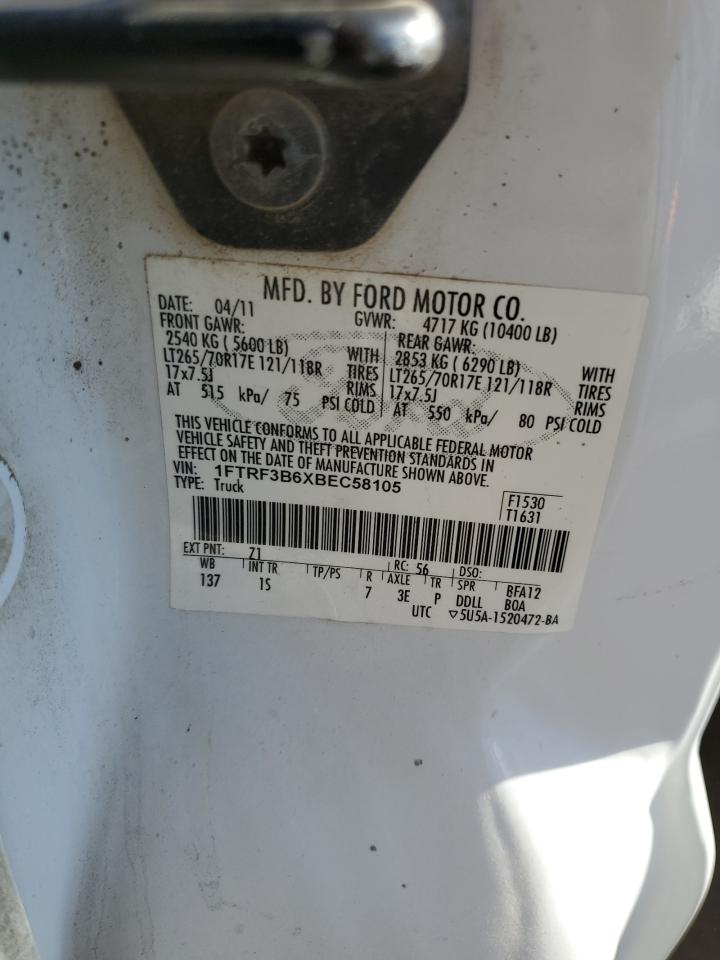 MFD. BY FORD MOTOR CO.
DATE: 04/11 GVWR: 4717 KG (10400 LB)
FRONT GAWR: REAR GAWR:
2540 KG ( 5600 LB) WITH 2853 KG ( 6290 LB) WITH
LT265/70R17E 121/118R TIRES LT265/70R17E 121/118R TIRES
17x7.5J RIMS 17x7.5J RIMS
AT 515 kPa/ 75 PSI COLD AT 550 kPa/ 80 PSI COLD
THIS VEHICLE CONFORMS TO ALL APPLICABLE FEDERAL MOTOR
VEHICLE SAFETY AND THEFT PREVENTION STANDARDS IN
EFFECT ON THE DATE OF MANUFACTURE SHOWN ABOVE.
VIN: 1FTRF3B6XBEC58105
TYPE: Truck F1530
T1631
EXT PNT: Z1 RC: 56 DSO:
WB INT TR TP/PS R AXLE TR SPR BFA12
137 1S 7 3E P DDLL B0A
UTC ▽5U5A-1520472-BA